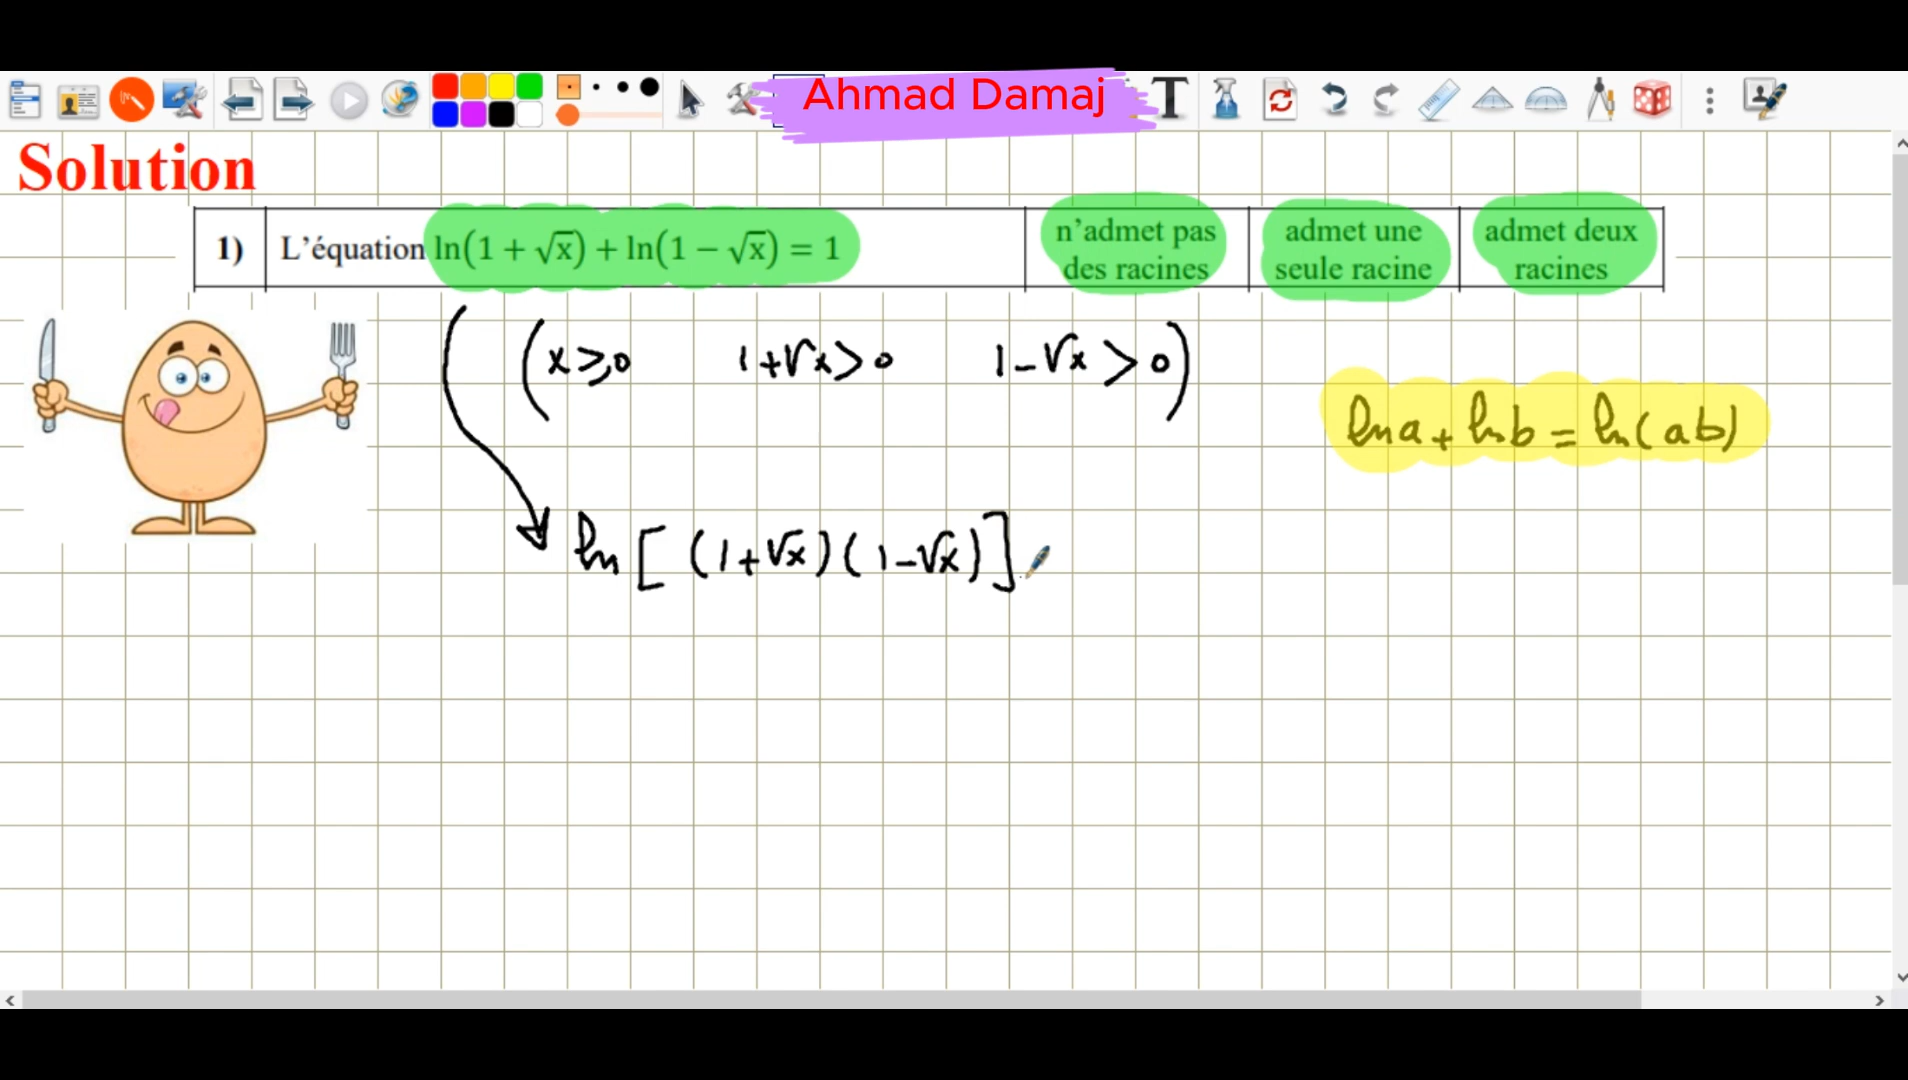 Ahmad Damaj
T
Solution
1) L'équation ln(1 + √x) + ln(1 − √x) = 1 n'admet pas des racines admet une seule racine admet deux racines
(x ⩾ 0 1+√x > 0 1−√x > 0)
ln a + ln b = ln(ab)
ln [ (1+√x)(1−√x) ]